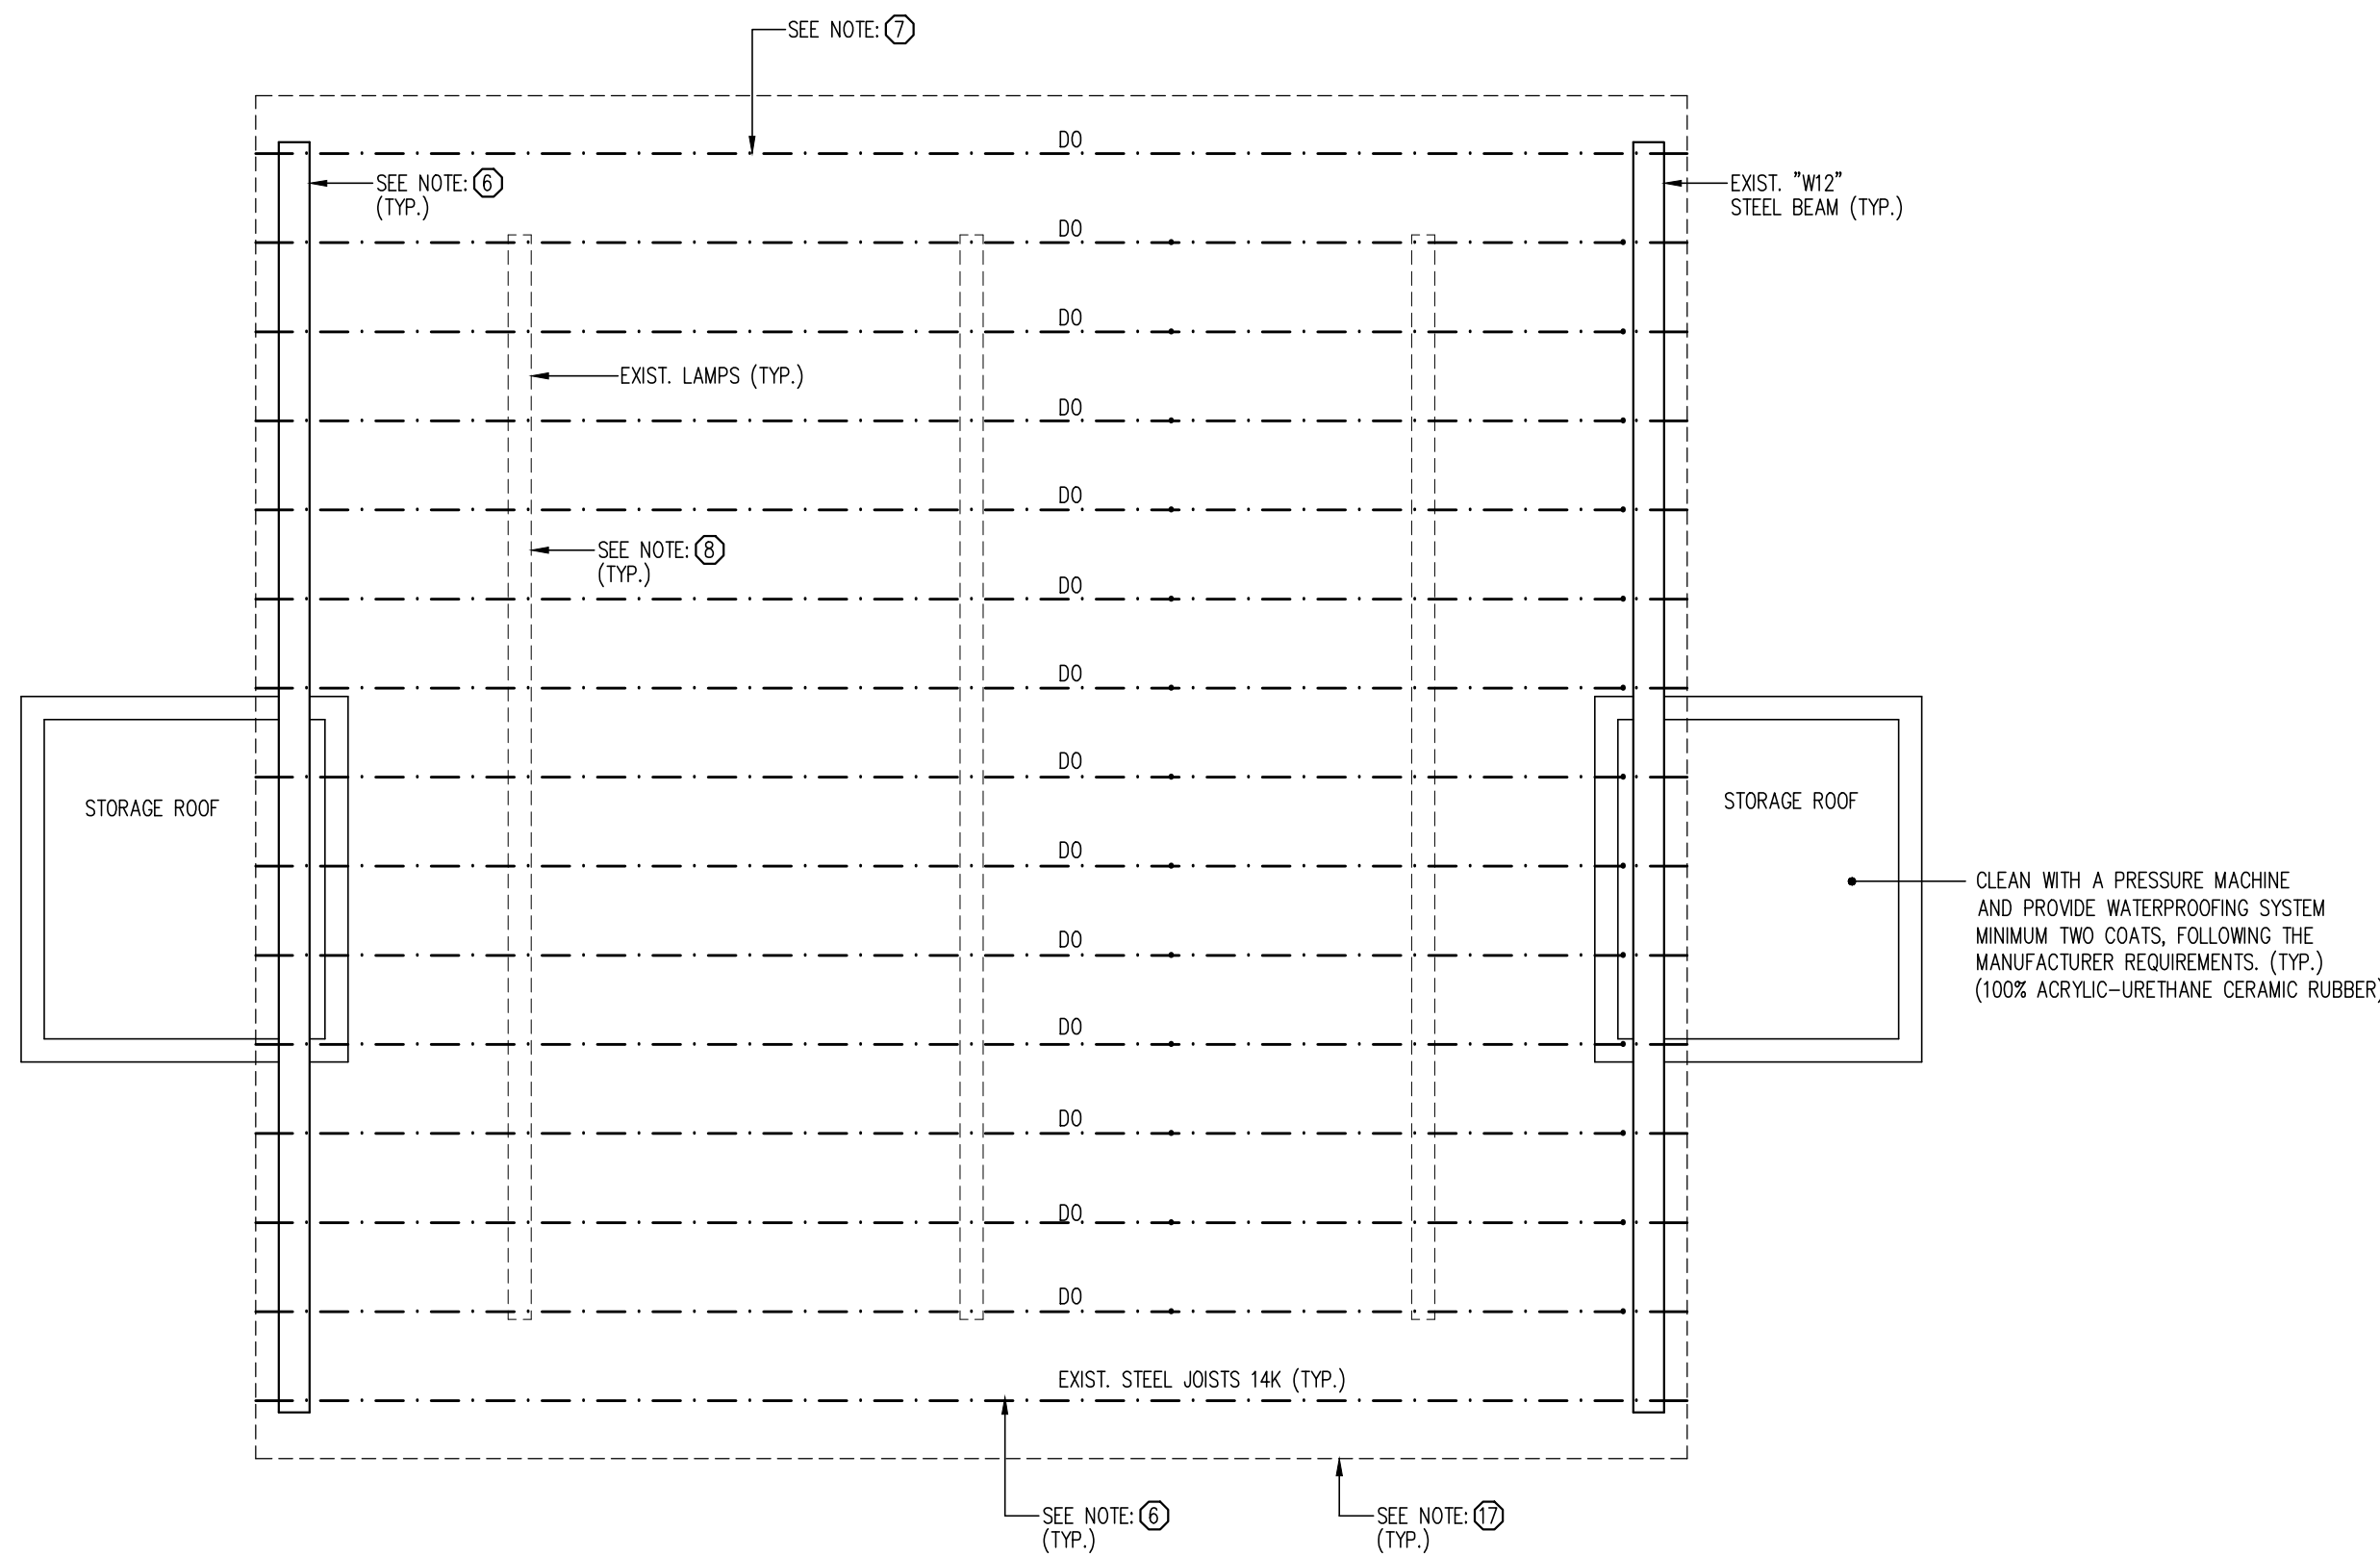 SEE NOTE: 7
DO
SEE NOTE: 6
(TYP.)
EXIST. "W12"
STEEL BEAM (TYP.)
DO
DO
EXIST. LAMPS (TYP.)
DO
DO
SEE NOTE: 8
(TYP.)
DO
DO
DO
STORAGE ROOF
STORAGE ROOF
DO
CLEAN WITH A PRESSURE MACHINE
AND PROVIDE WATERPROOFING SYSTEM
MINIMUM TWO COATS, FOLLOWING THE
MANUFACTURER REQUIREMENTS. (TYP.)
(100% ACRYLIC-URETHANE CERAMIC RUBBER)
DO
DO
DO
DO
DO
EXIST. STEEL JOISTS 14K (TYP.)
SEE NOTE: 6
(TYP.)
SEE NOTE: 17
(TYP.)